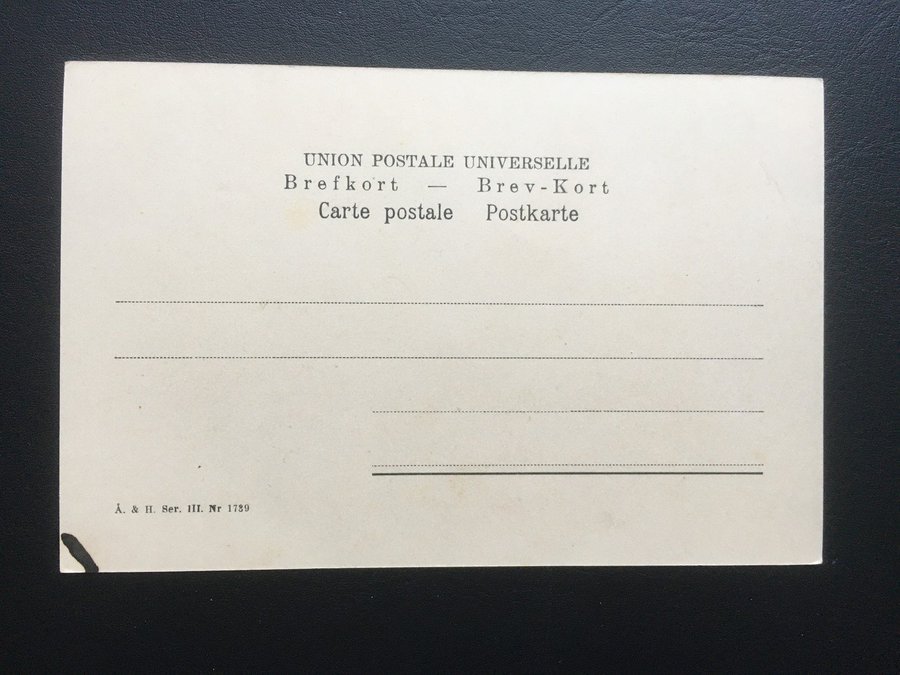 UNION POSTALE UNIVERSELLE
Brefkort — Brev-Kort
Carte postale Postkarte
Å. & H. Ser. III. Nr 1739